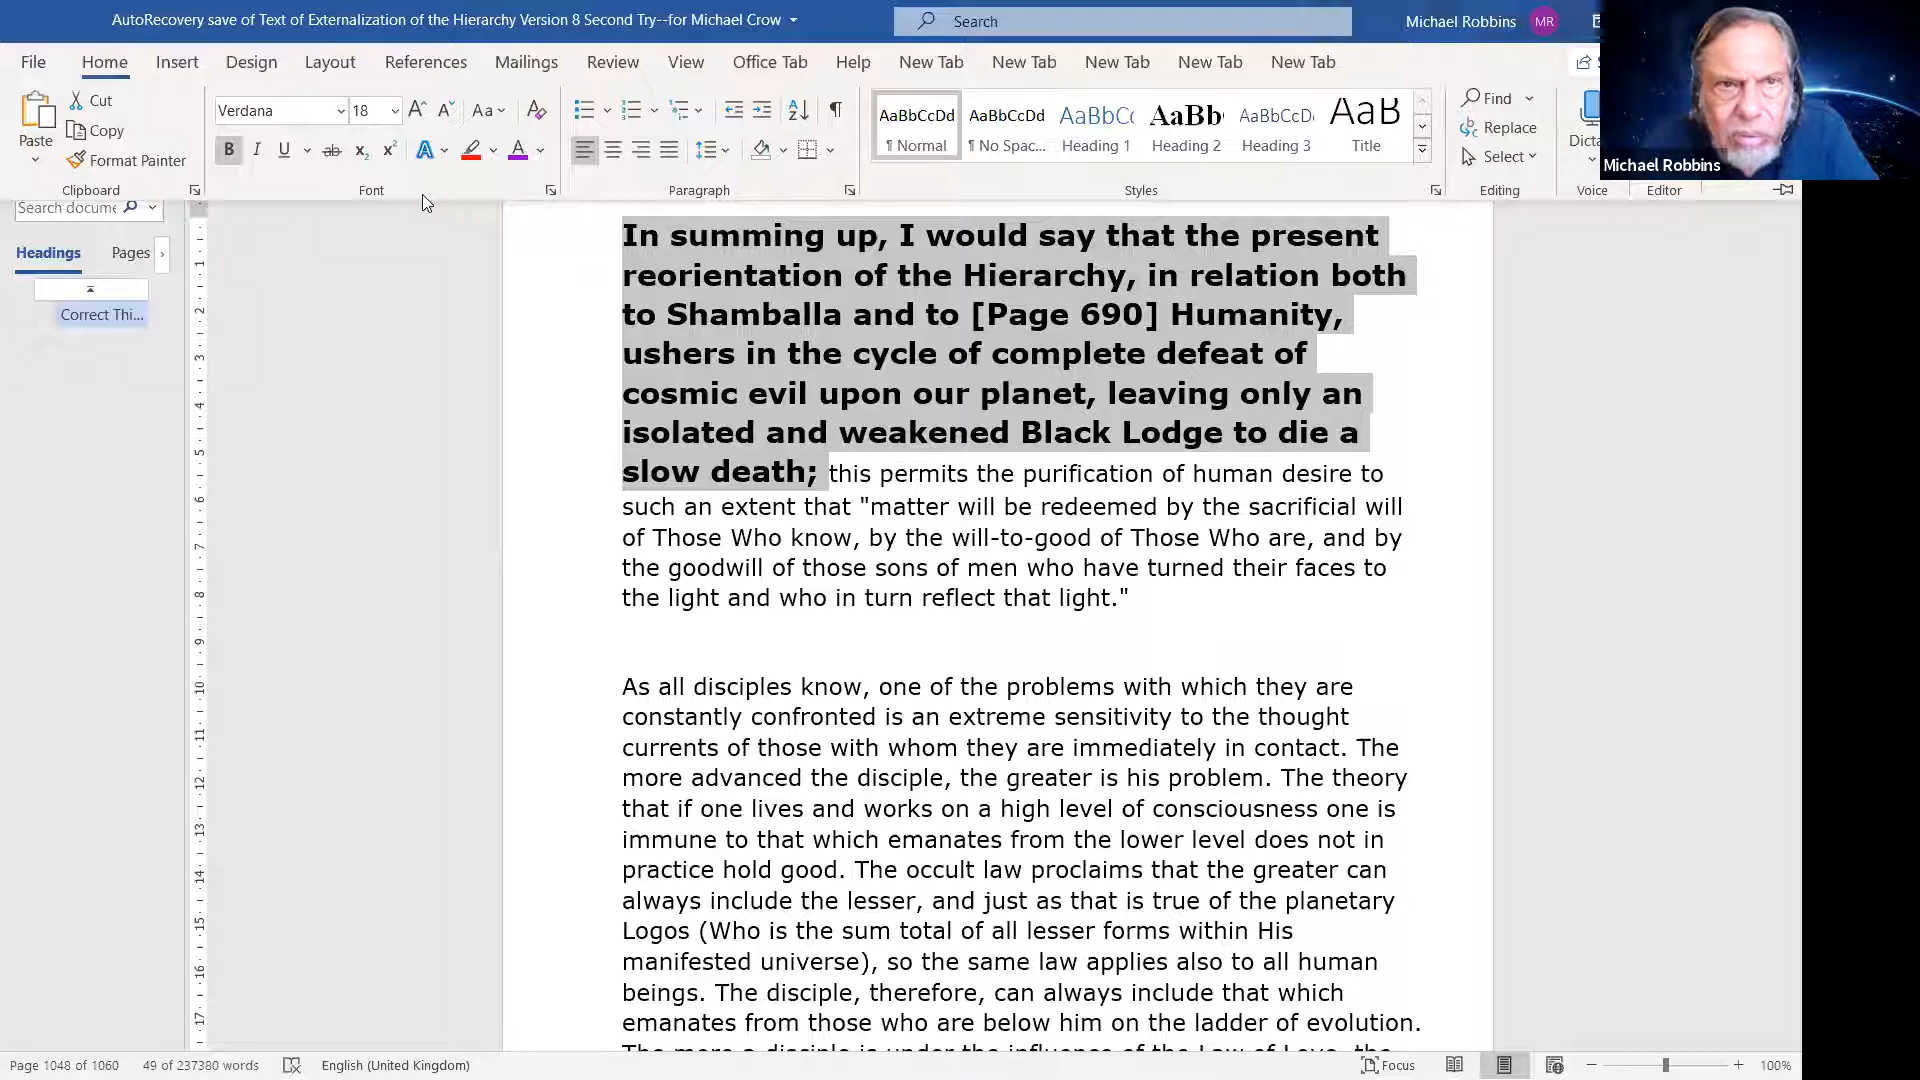 AutoRecovery save of Text of Externalization of the Hierarchy Version 8 Second Try--for Michael Crow
Search
Michael Robbins
MR
File
Home
Insert
Design
Layout
References
Mailings
Review
View
Office Tab
Help
New Tab
New Tab
New Tab
New Tab
New Tab
Paste
Cut
Copy
Format Painter
Clipboard
Verdana
18
Font
Paragraph
AaBbCcDd
¶ Normal
AaBbCcDd
¶ No Spac...
Heading 1
AaBb
Heading 2
Heading 3
AaB
Title
Styles
Find
Replace
Select
Editing
Voice
Editor
Michael Robbins
Headings
Pages
Correct Thi...
In summing up, I would say that the present
reorientation of the Hierarchy, in relation both
to Shamballa and to [Page 690] Humanity,
ushers in the cycle of complete defeat of
cosmic evil upon our planet, leaving only an
isolated and weakened Black Lodge to die a
slow death; this permits the purification of human desire to
such an extent that "matter will be redeemed by the sacrificial will
of Those Who know, by the will-to-good of Those Who are, and by
the goodwill of those sons of men who have turned their faces to
the light and who in turn reflect that light."
As all disciples know, one of the problems with which they are
constantly confronted is an extreme sensitivity to the thought
currents of those with whom they are immediately in contact. The
more advanced the disciple, the greater is his problem. The theory
that if one lives and works on a high level of consciousness one is
immune to that which emanates from the lower level does not in
practice hold good. The occult law proclaims that the greater can
always include the lesser, and just as that is true of the planetary
Logos (Who is the sum total of all lesser forms within His
manifested universe), so the same law applies also to all human
beings. The disciple, therefore, can always include that which
emanates from those who are below him on the ladder of evolution.
Page 1048 of 1060
49 of 237380 words
English (United Kingdom)
Focus
100%